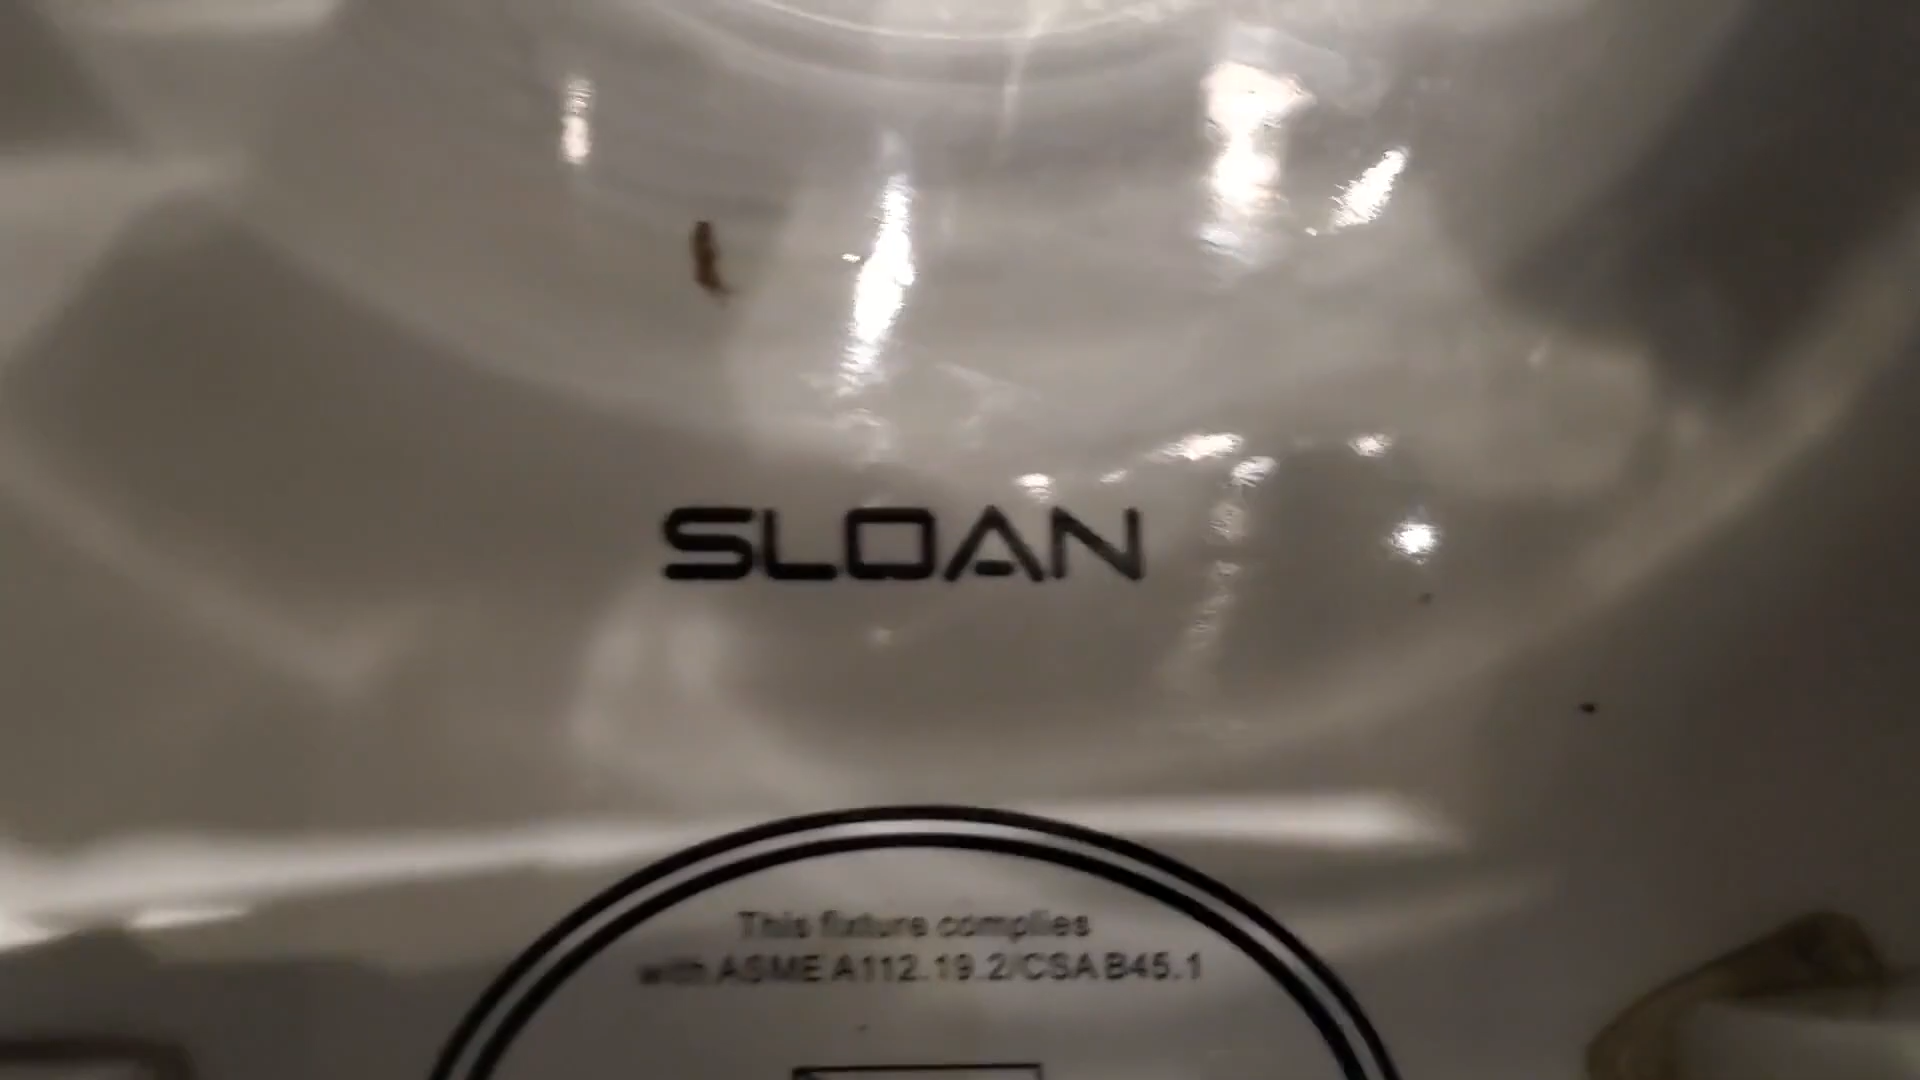 SLOAN
This fixture complies
with ASME A112.19.2/CSA B45.1